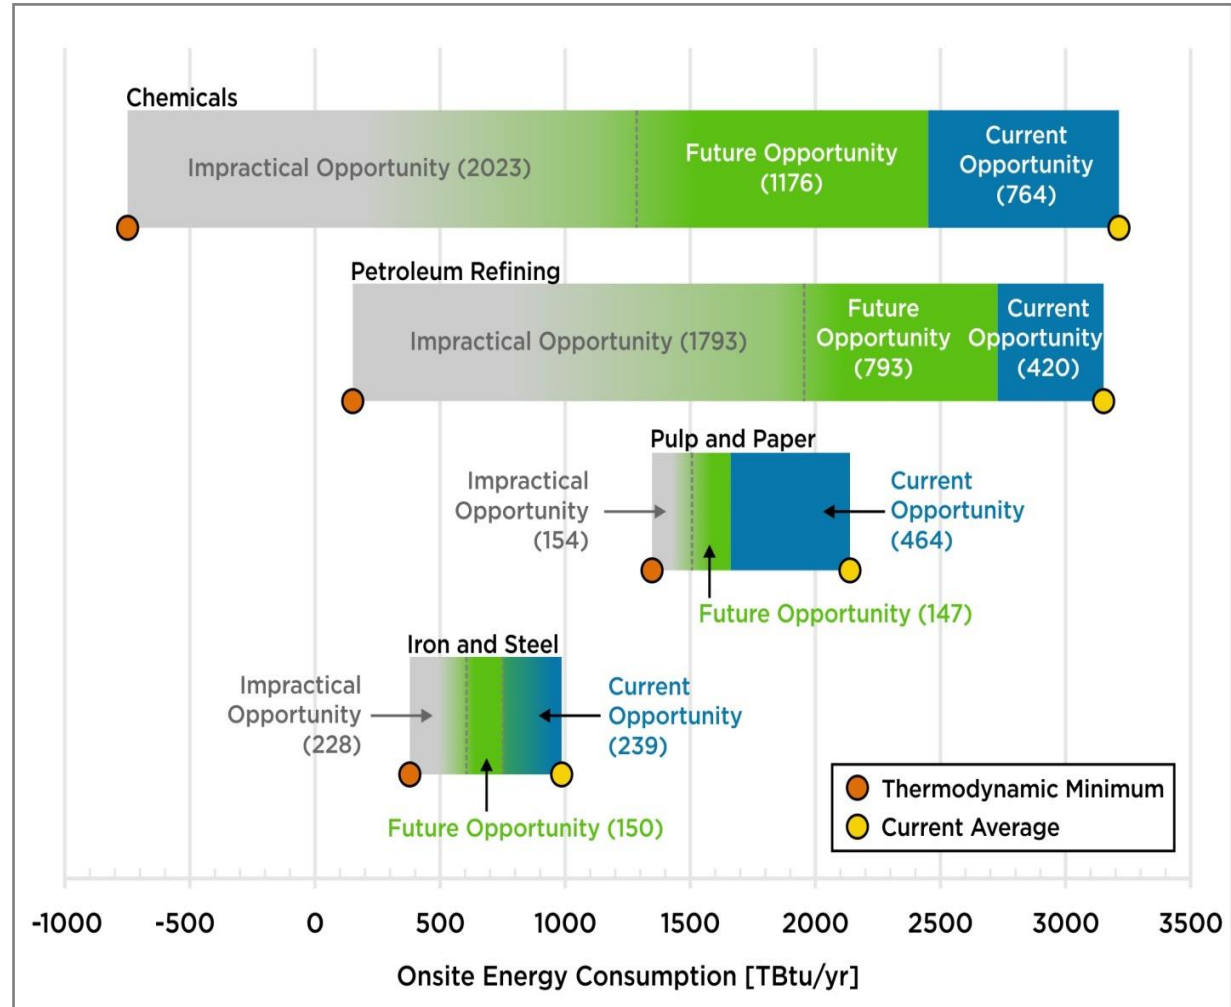 Chemicals
Impractical Opportunity (2023)
Future Opportunity
(1176)
Current
Opportunity
(764)
Petroleum Refining
Impractical Opportunity (1793)
Future
Opportunity
(793)
Current
Opportunity
(420)
Pulp and Paper
Impractical
Opportunity
(154)
Current
Opportunity
(464)
Future Opportunity (147)
Iron and Steel
Impractical
Opportunity
(228)
Current
Opportunity
(239)
Future Opportunity (150)
Thermodynamic Minimum
Current Average
-1000 -500 0 500 1000 1500 2000 2500 3000 3500
Onsite Energy Consumption [TBtu/yr]